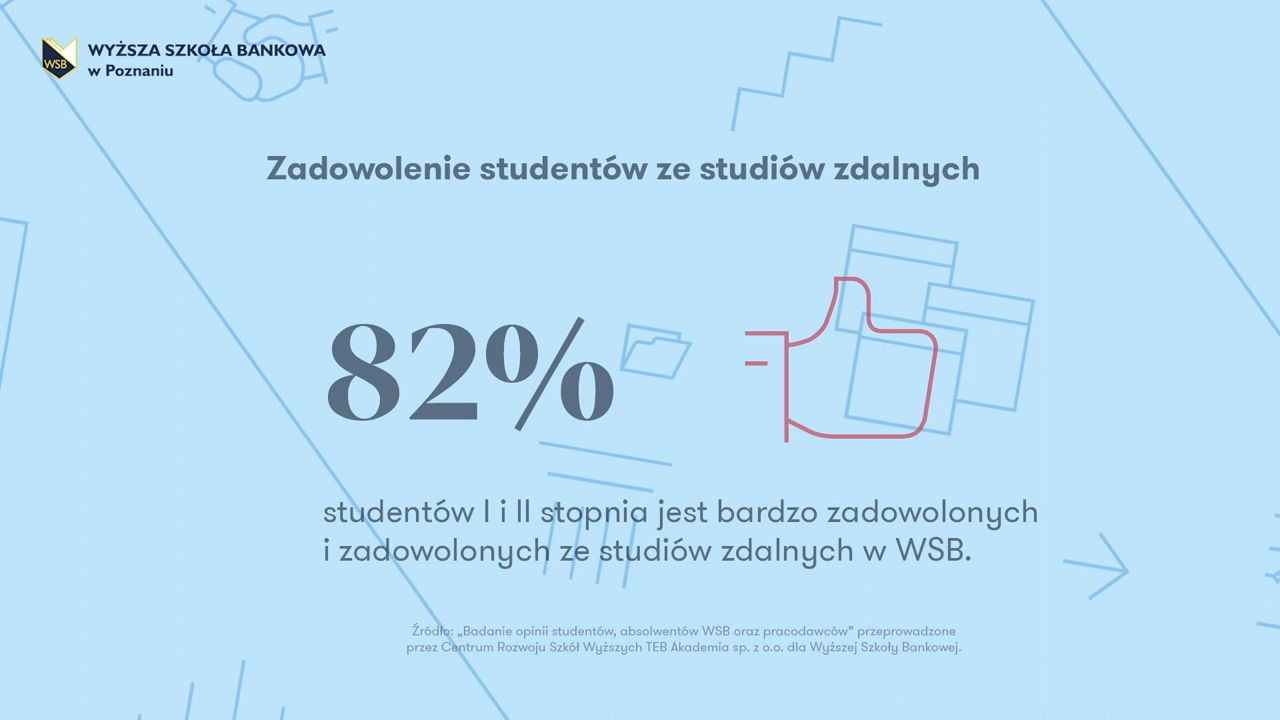 WSB
WYŻSZA SZKOŁA BANKOWA
w Poznaniu
Zadowolenie studentów ze studiów zdalnych
82%
studentów I i II stopnia jest bardzo zadowolonych
i zadowolonych ze studiów zdalnych w WSB.
Źródło: „Badanie opinii studentów, absolwentów WSB oraz pracodawców” przeprowadzone
przez Centrum Rozwoju Szkół Wyższych TEB Akademia sp. z o.o. dla Wyższej Szkoły Bankowej.